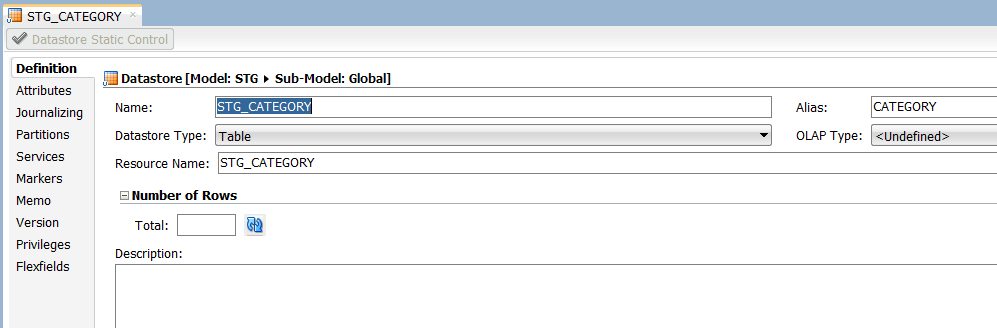 STG_CATEGORY
Datastore Static Control
Definition
Attributes
Journalizing
Partitions
Services
Markers
Memo
Version
Privileges
Flexfields
Datastore [Model: STG ▸ Sub-Model: Global]
Name: STG_CATEGORY Alias: CATEGORY
Datastore Type: Table OLAP Type: <Undefined>
Resource Name: STG_CATEGORY
Number of Rows
Total:
Description: